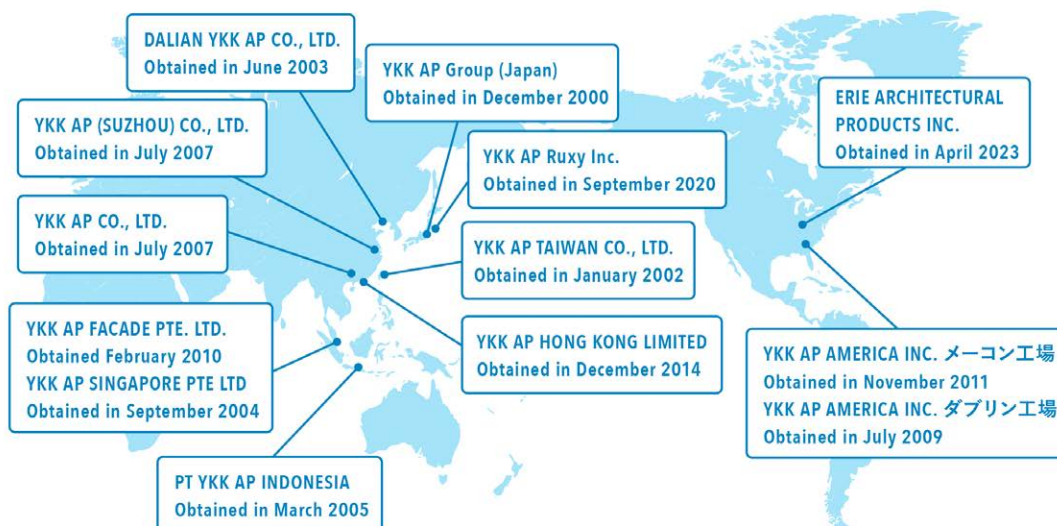 DALIAN YKK AP CO., LTD.
Obtained in June 2003
YKK AP Group (Japan)
Obtained in December 2000
ERIE ARCHITECTURAL
PRODUCTS INC.
Obtained in April 2023
YKK AP (SUZHOU) CO., LTD.
Obtained in July 2007
YKK AP Ruxy Inc.
Obtained in September 2020
YKK AP CO., LTD.
Obtained in July 2007
YKK AP TAIWAN CO., LTD.
Obtained in January 2002
YKK AP FACADE PTE. LTD.
Obtained February 2010
YKK AP SINGAPORE PTE LTD
Obtained in September 2004
YKK AP HONG KONG LIMITED
Obtained in December 2014
YKK AP AMERICA INC. メーコン工場
Obtained in November 2011
YKK AP AMERICA INC. ダブリン工場
Obtained in July 2009
PT YKK AP INDONESIA
Obtained in March 2005